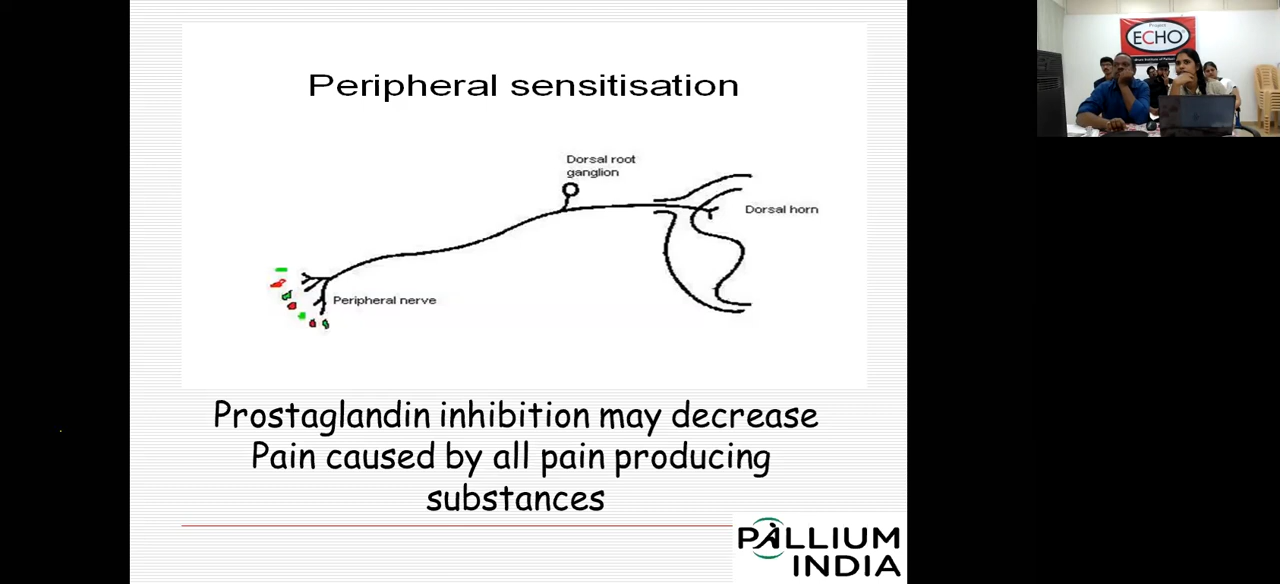 Peripheral sensitisation
Dorsal root
ganglion
Dorsal horn
Peripheral nerve
Prostaglandin inhibition may decrease
Pain caused by all pain producing
substances
PALLIUM
INDIA
Project
ECHO